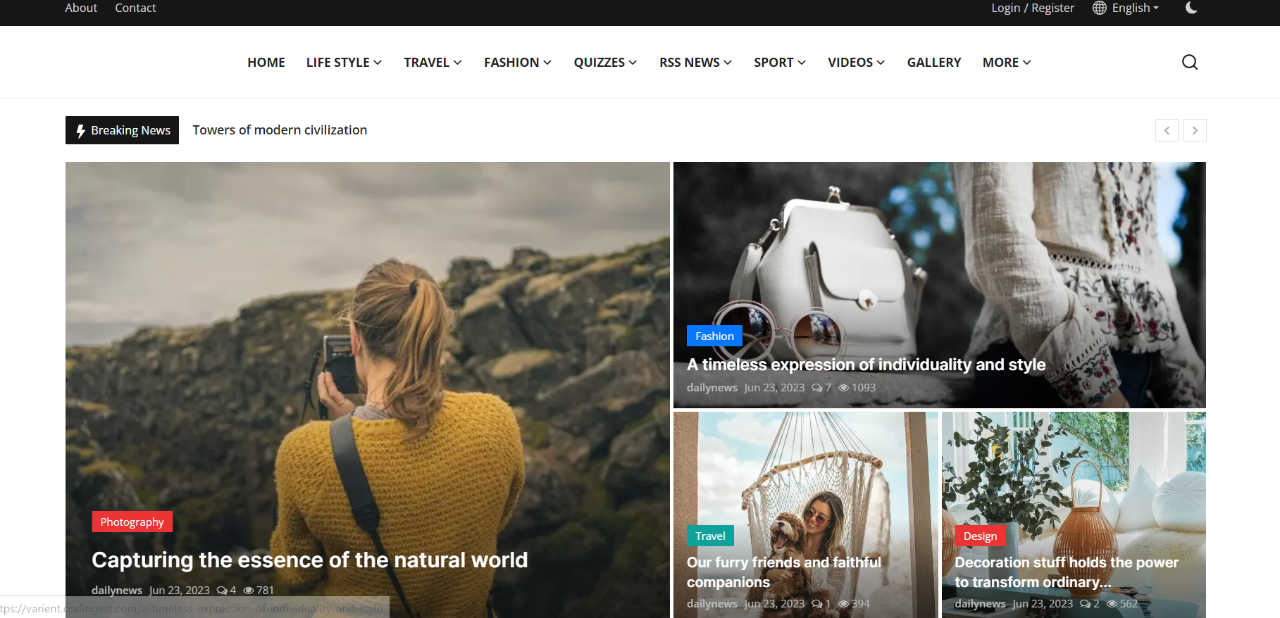 About Contact Login / Register English
HOME LIFE STYLE TRAVEL FASHION QUIZZES RSS NEWS SPORT VIDEOS GALLERY MORE
Breaking News Towers of modern civilization
Photography
Capturing the essence of the natural world
dailynews Jun 23, 2023 4 781
Fashion
A timeless expression of individuality and style
dailynews Jun 23, 2023 7 1093
Travel
Our furry friends and faithful
companions
dailynews Jun 23, 2023 1 394
Design
Decoration stuff holds the power
to transform ordinary...
dailynews Jun 23, 2023 2 562
tps://varient.codingest.com/a-timeless-expression-of-individuality-and-style